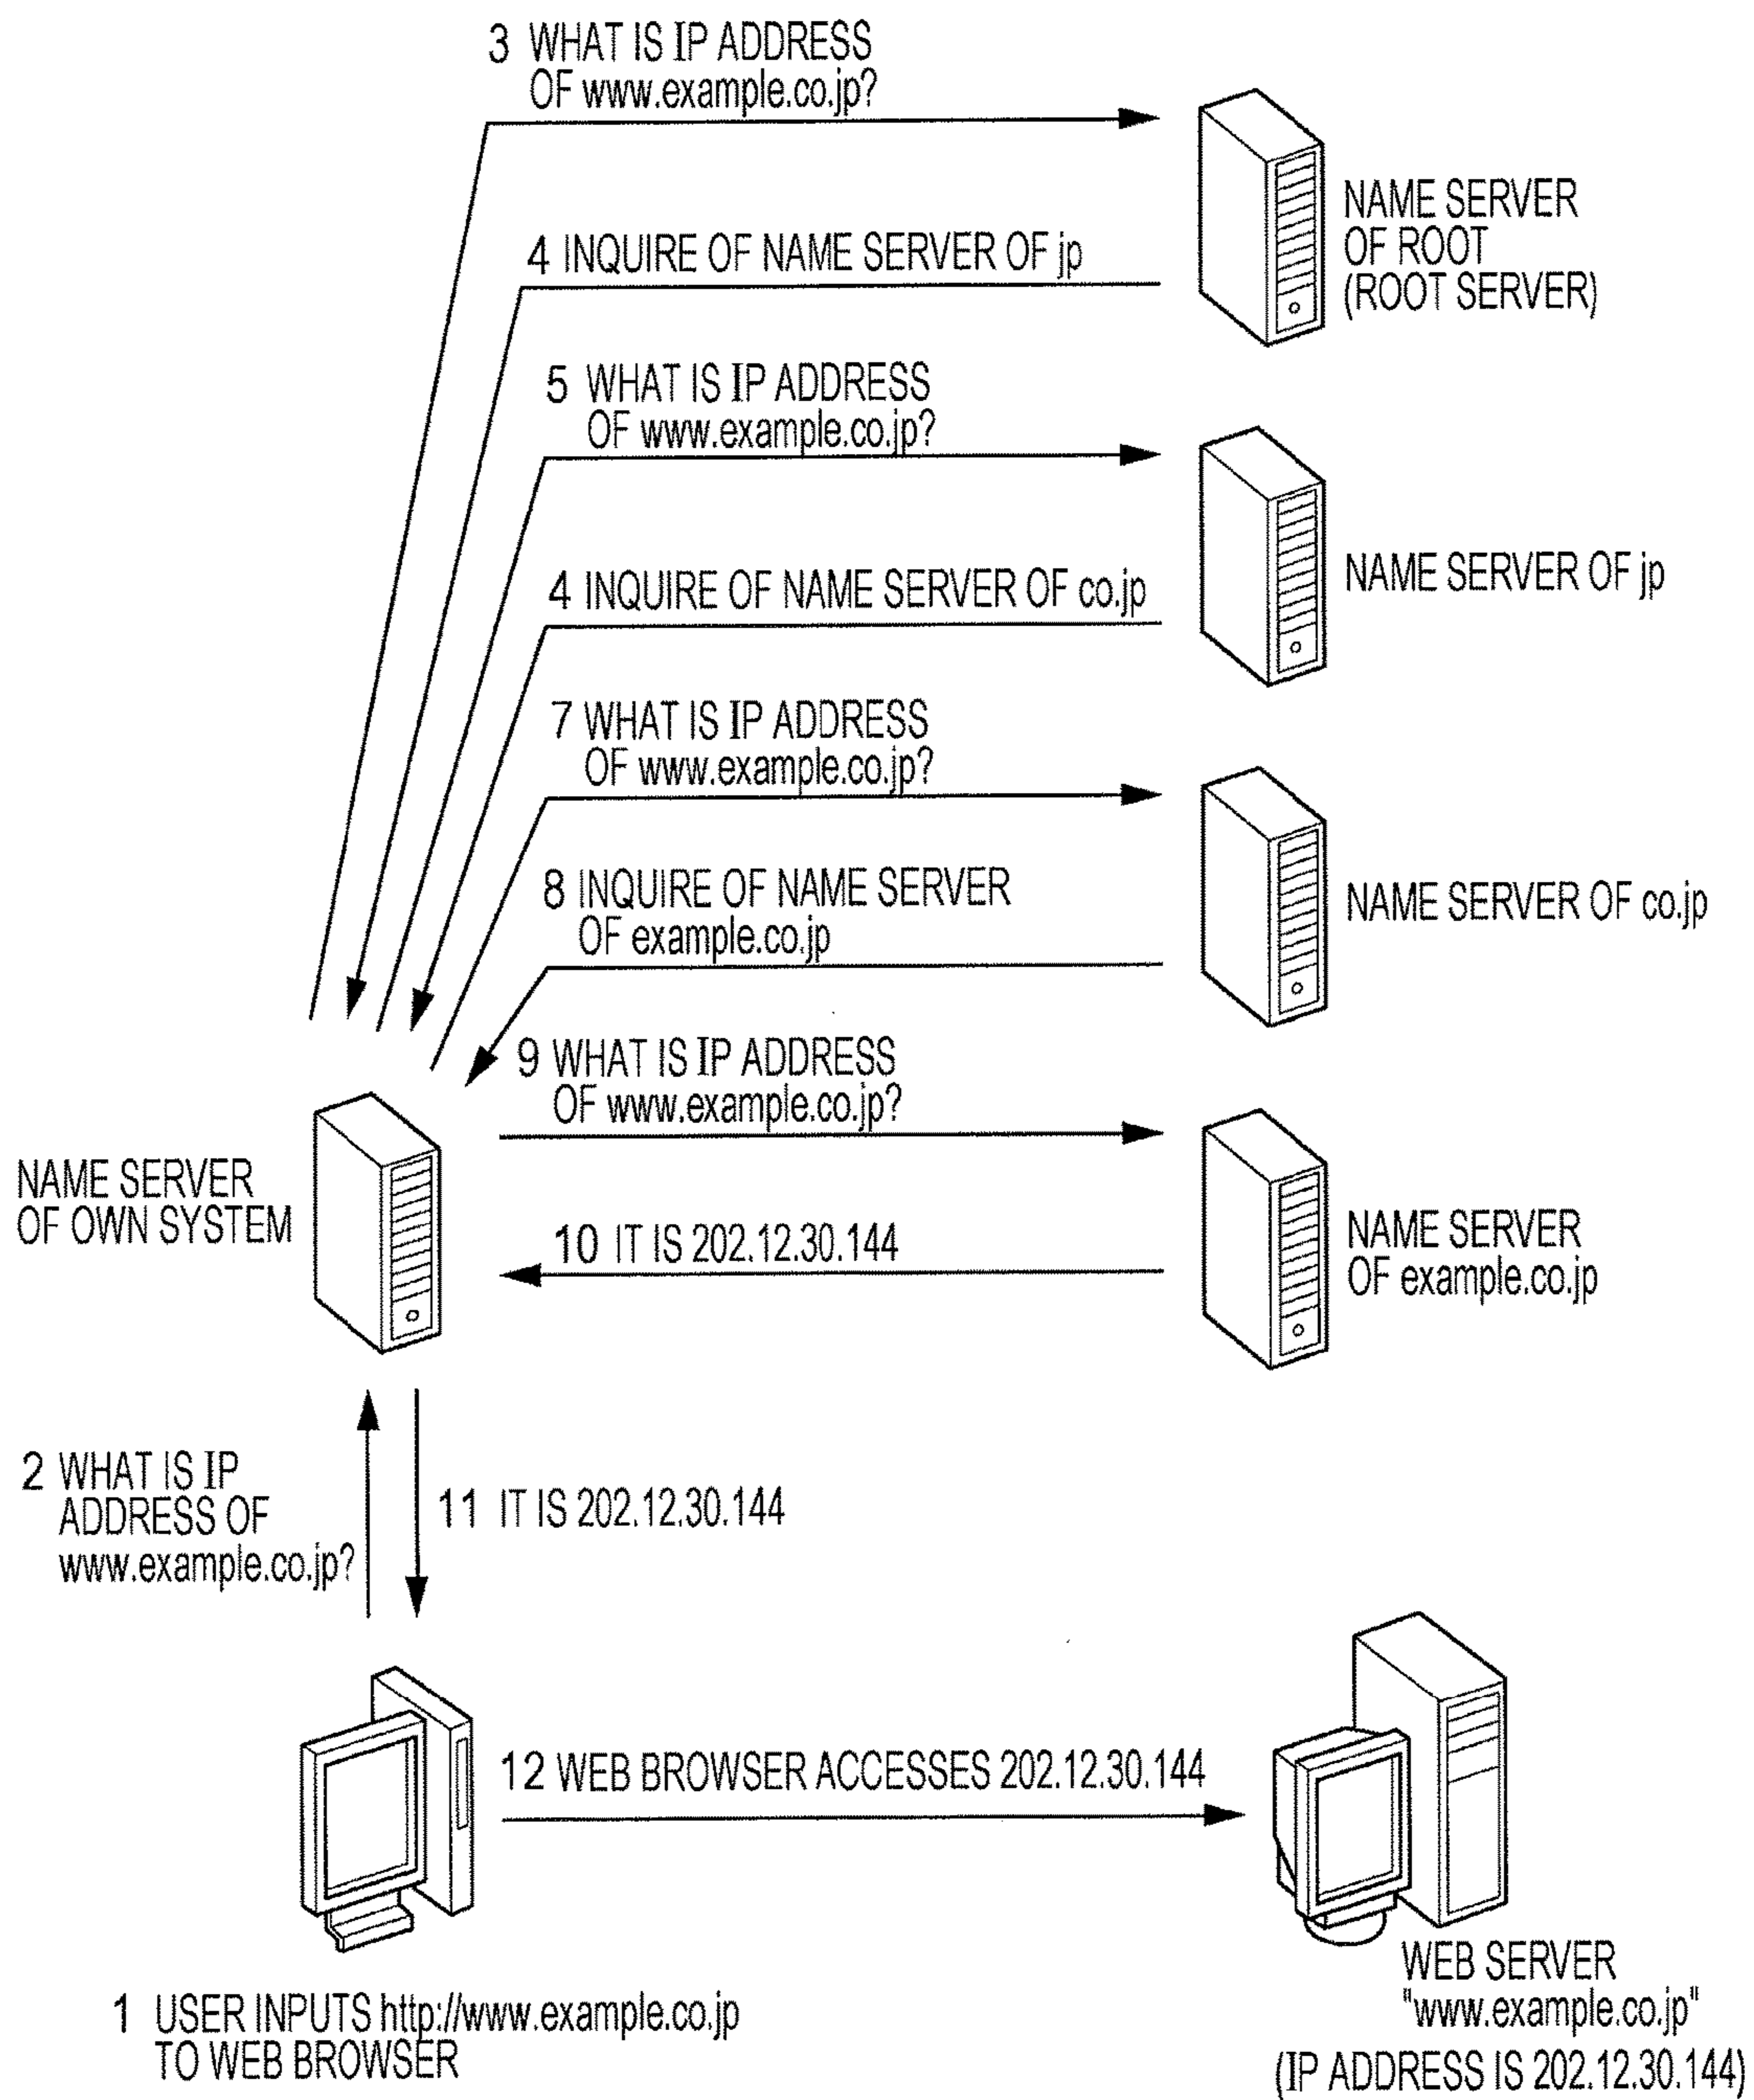 3 WHAT IS IP ADDRESS
OF www.example.co.jp?
NAME SERVER
OF ROOT
(ROOT SERVER)
4 INQUIRE OF NAME SERVER OF jp
5 WHAT IS IP ADDRESS
OF www.example.co.jp?
NAME SERVER OF jp
4 INQUIRE OF NAME SERVER OF co.jp
7 WHAT IS IP ADDRESS
OF www.example.co.jp?
8 INQUIRE OF NAME SERVER
OF example.co.jp
NAME SERVER OF co.jp
9 WHAT IS IP ADDRESS
OF www.example.co.jp?
NAME SERVER
OF OWN SYSTEM
10 IT IS 202.12.30.144
NAME SERVER
OF example.co.jp
2 WHAT IS IP
ADDRESS OF
www.example.co.jp?
11 IT IS 202.12.30.144
12 WEB BROWSER ACCESSES 202.12.30.144
1 USER INPUTS http://www.example.co.jp
TO WEB BROWSER
WEB SERVER
"www.example.co.jp"
(IP ADDRESS IS 202.12.30.144)